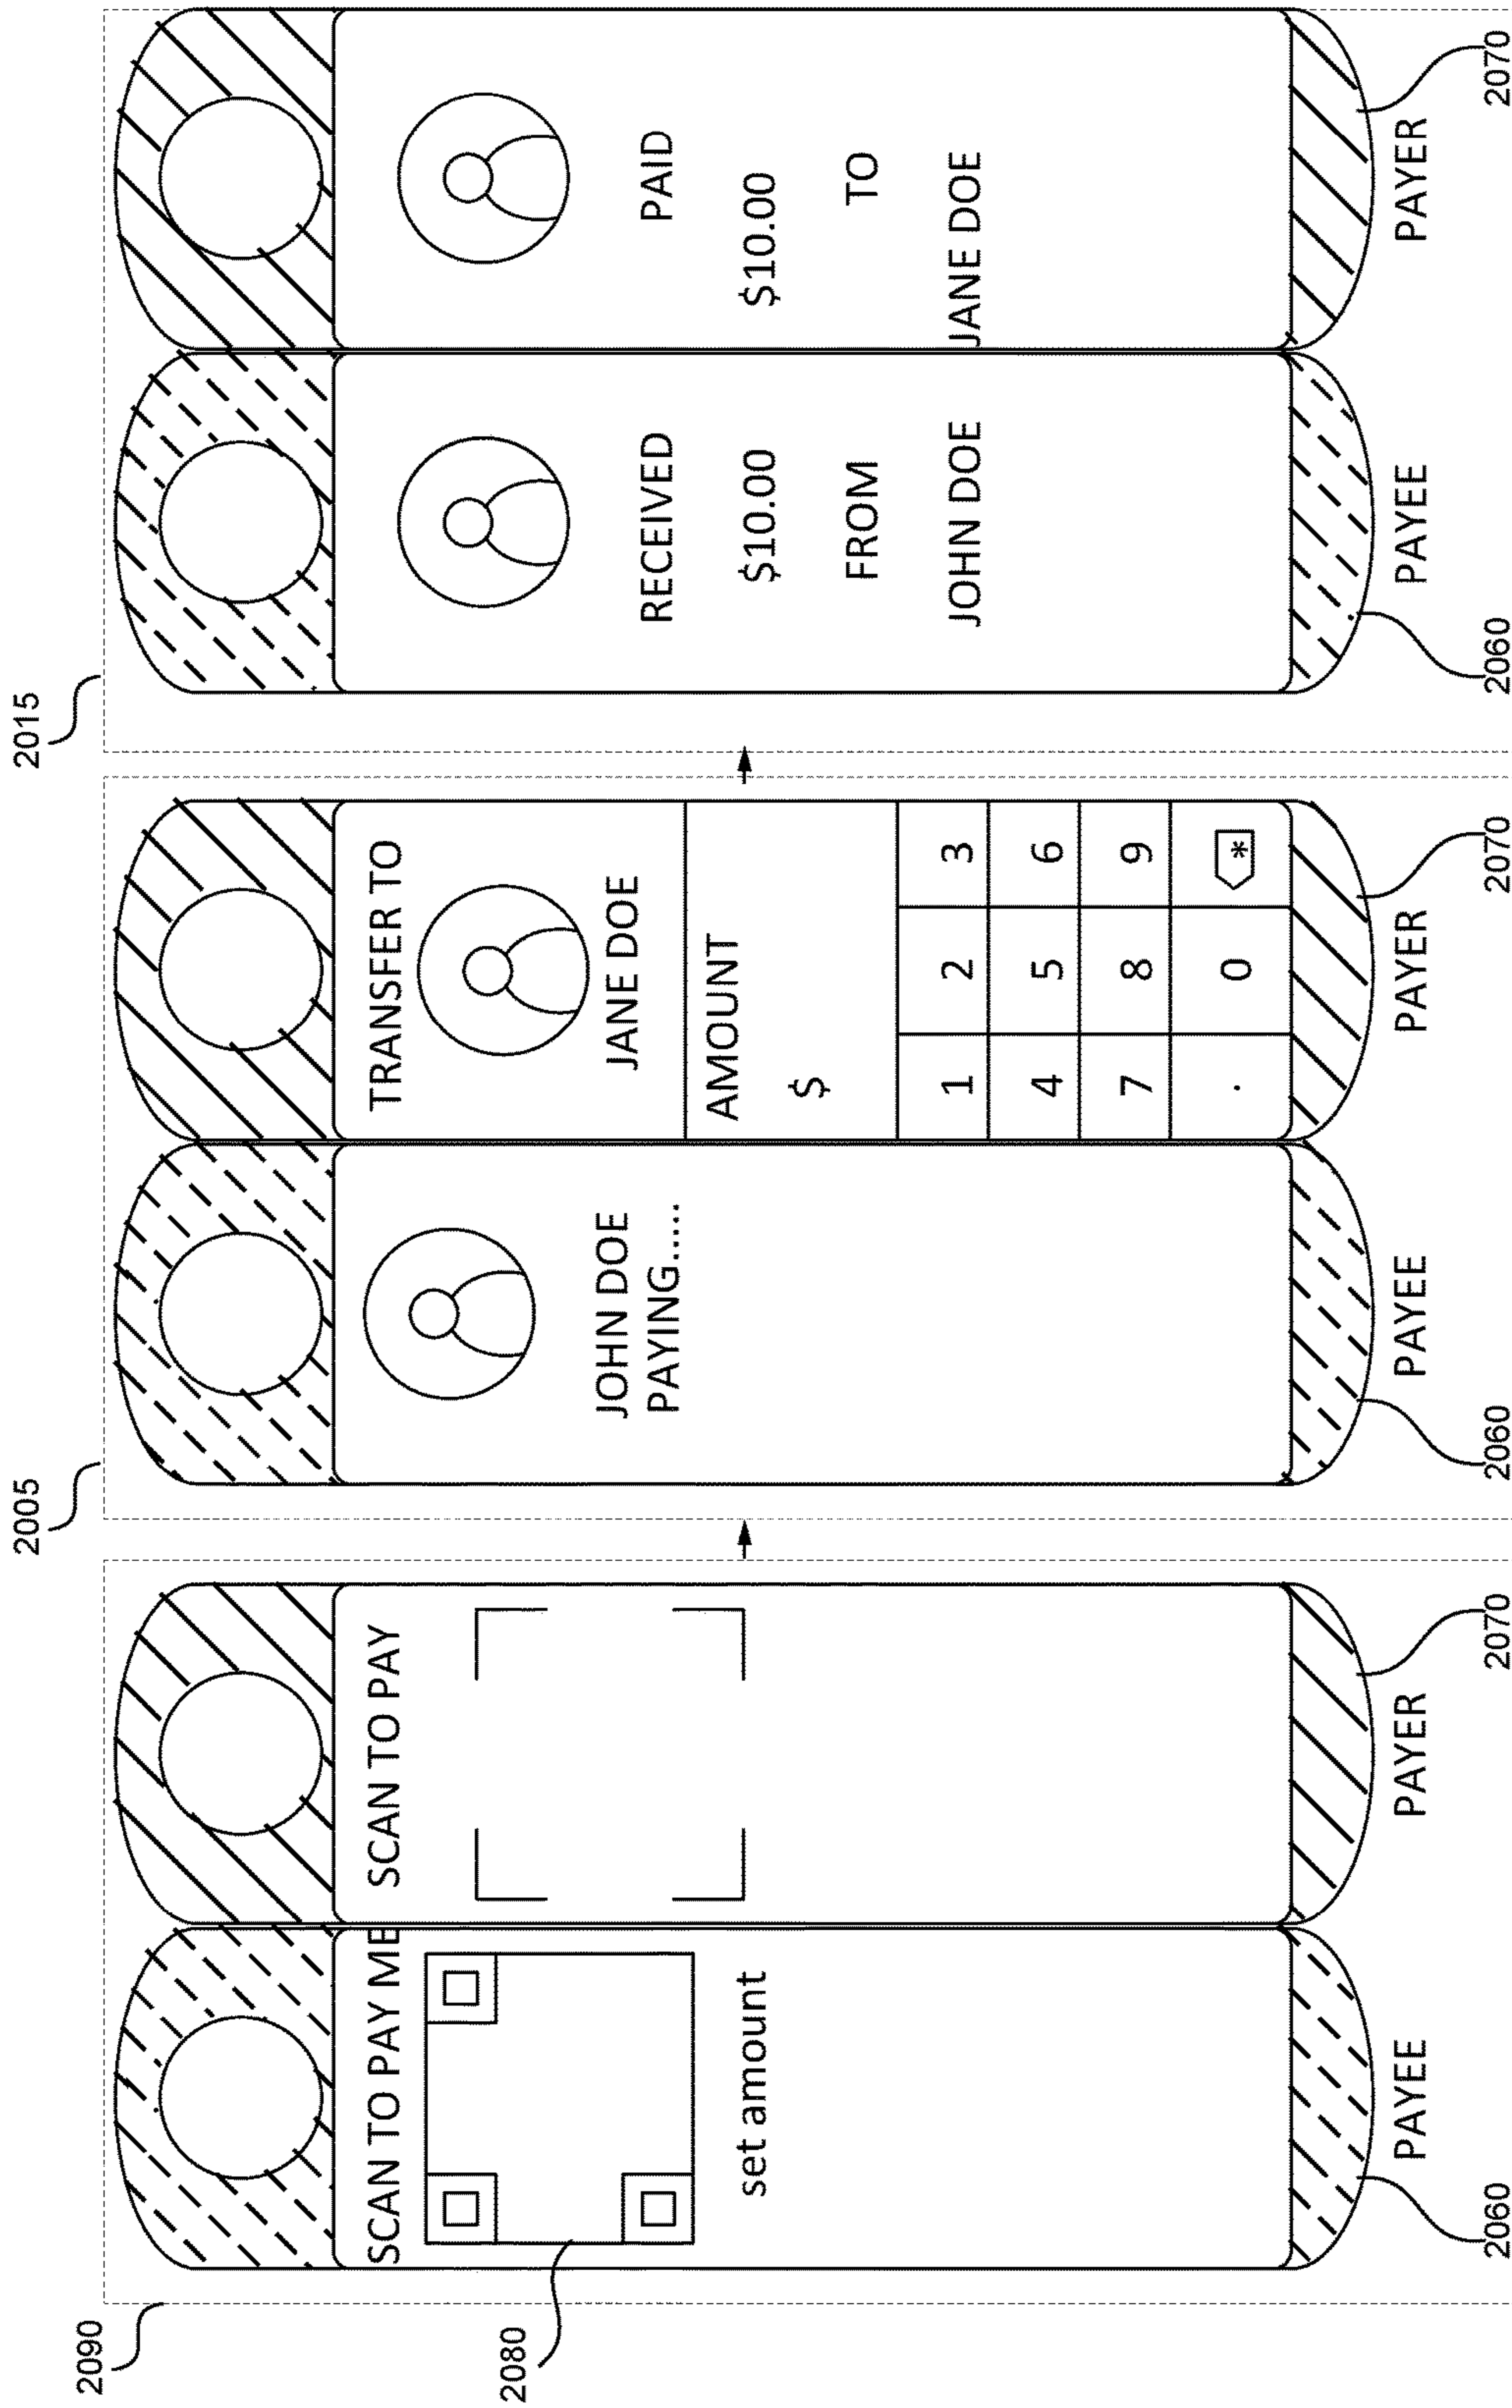 2090
2080
SCAN TO PAY ME
set amount
2060
PAYEE
SCAN TO PAY
2070
PAYER
2005
JOHN DOE
PAYING.....
2060
PAYEE
TRANSFER TO
JANE DOE
AMOUNT
$
1 2 3
4 5 6
7 8 9
. 0 *
2070
PAYER
2015
RECEIVED
$10.00
FROM
JOHN DOE
2060
PAYEE
PAID
$10.00
TO
JANE DOE
2070
PAYER